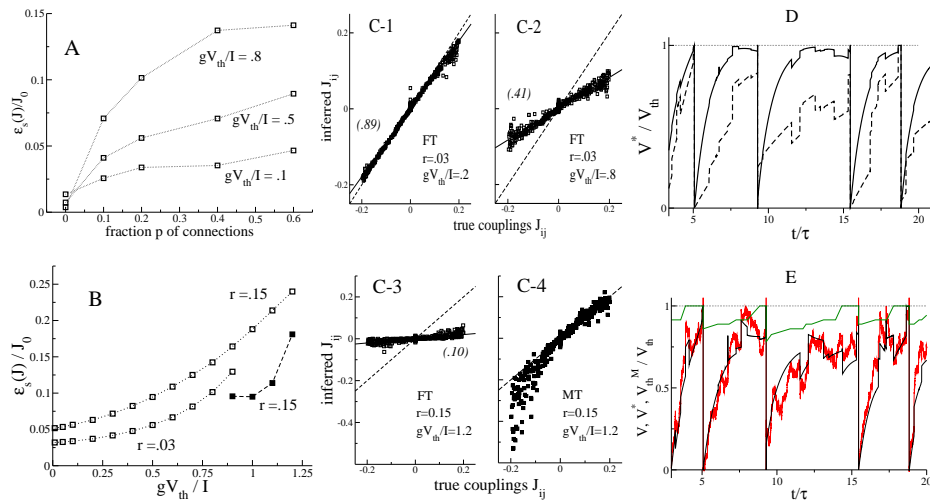 A
ε_s(J)/J_0
0.15
0.1
0.05
0
gV_th/I = .8
gV_th/I = .5
gV_th/I = .1
0 0.1 0.2 0.3 0.4 0.5 0.6
fraction p of connections
C-1
inferred J_ij
0.2
0
-0.2
(.89)
FT
r=.03
gV_th/I=.2
-0.2 0 0.2
C-2
(.41)
FT
r=.03
gV_th/I=.8
-0.2 0 0.2
true couplings J_ij
D
V* / V_th
1
0
5 10 15 20
t/τ
B
ε_s(J) / J_0
0.25
0.20
0.15
0.10
0.05
0
r =.15
r =.15
r =.03
0 0.25 0.5 0.75 1 1.25
gV_th / I
C-3
inferred J_ij
0.2
0
-0.2
-0.4
(.10)
FT
r=0.15
gV_th/I=1.2
-0.2 0 0.2
C-4
MT
r=0.15
gV_th/I=1.2
-0.2 0 0.2
true couplings J_ij
E
V, V*, V_th^M / V_th
1
0.5
0
5 10 15 20
t/τ